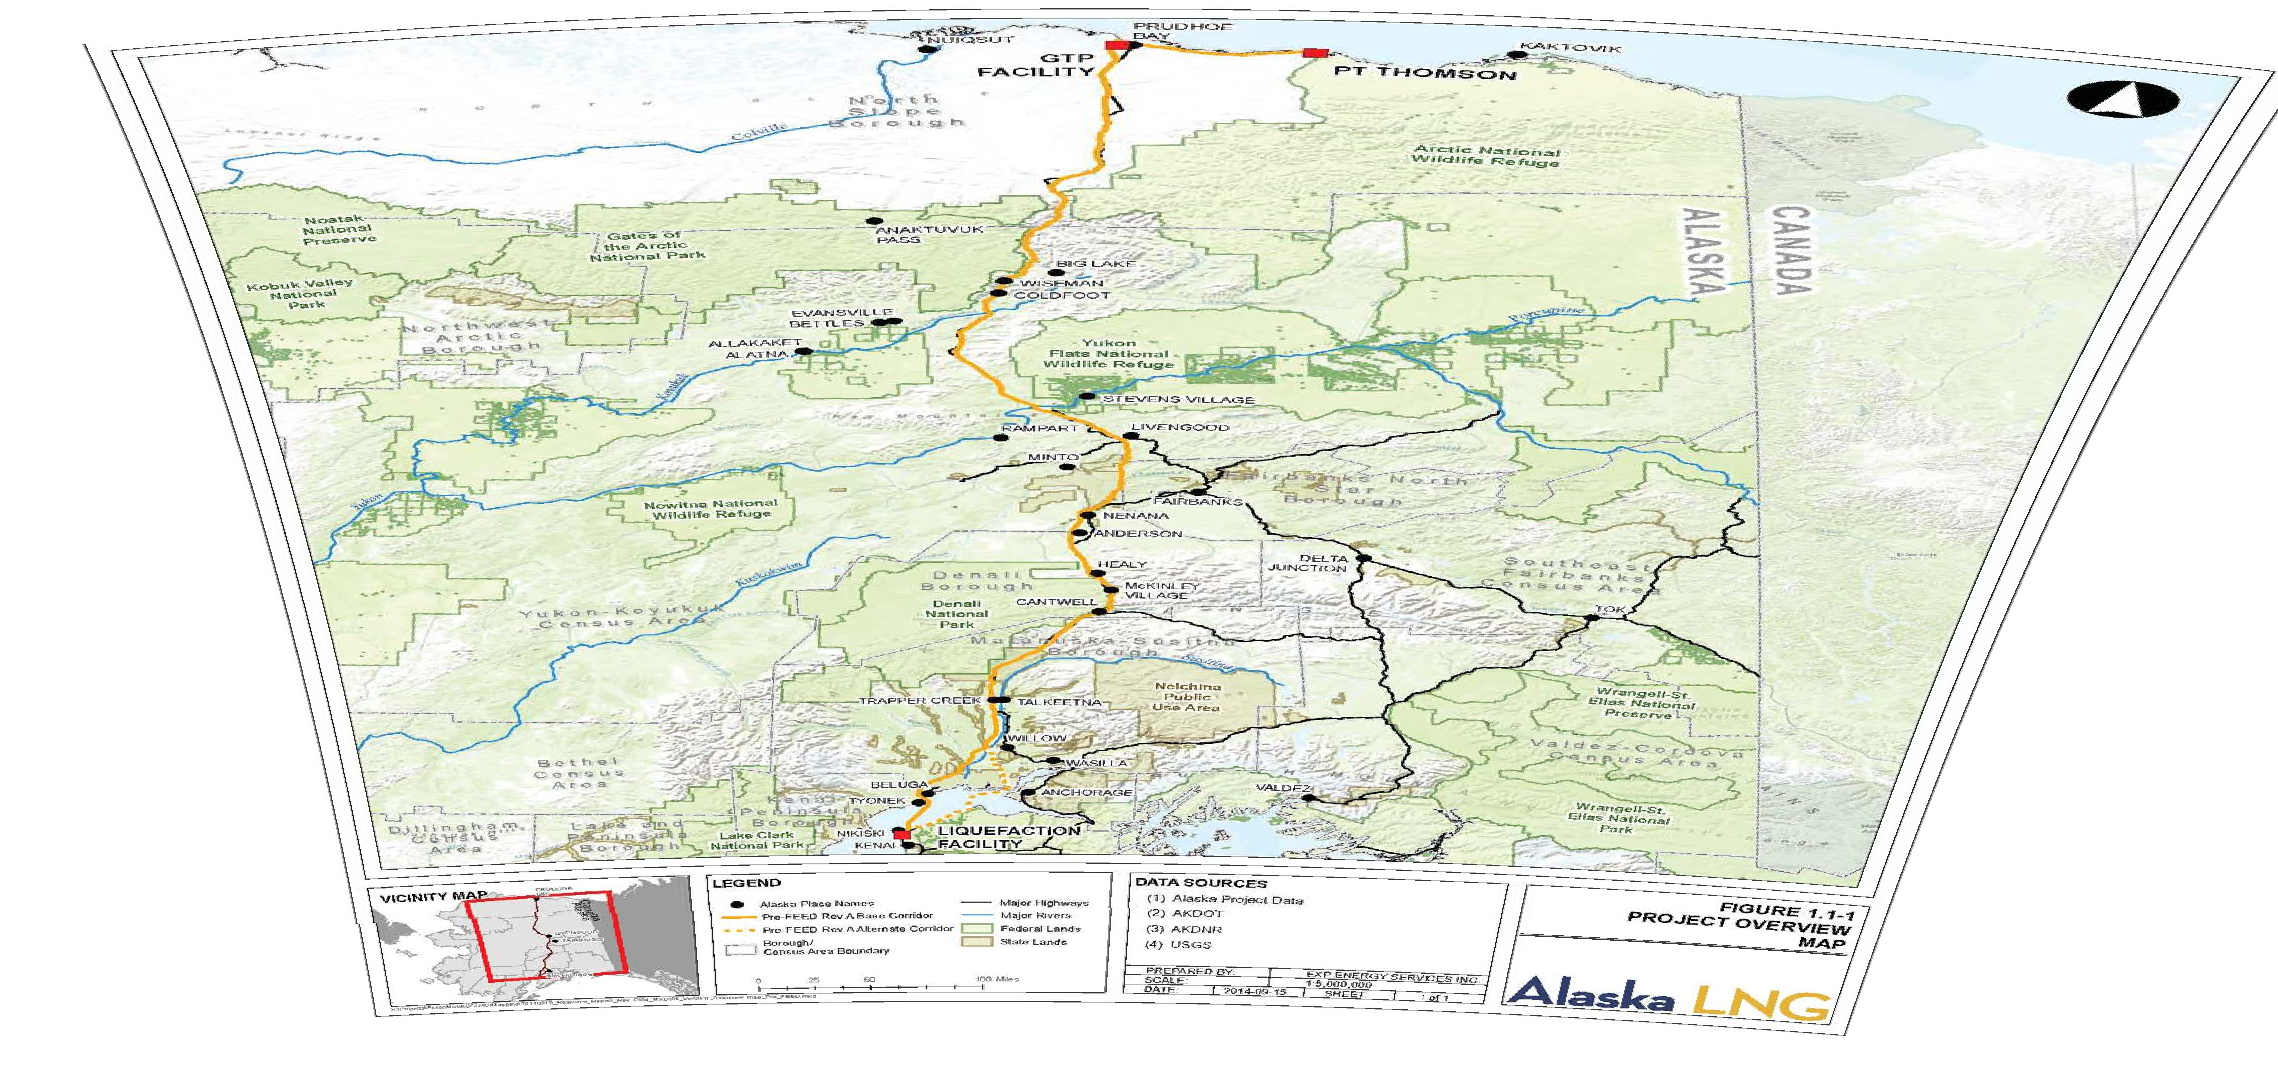 NUIQSUT
PRUDHOE
BAY
GTP
FACILITY
PT THOMSON
KAKTOVIK
North
Slope
Borough
Colville
Arctic National
Wildlife Refuge
ALASKA
CANADA
Noatak
National
Preserve
Gates of
the Arctic
National Park
ANAKTUVUK
PASS
BIG LAKE
WISEMAN
COLDFOOT
Kobuk Valley
National
Park
Northwest
Arctic
Borough
EVANSVILLE
BETTLES
ALLAKAKET
ALATNA
Koyukuk
Yukon
Flats National
Wildlife Refuge
Porcupine
STEVENS VILLAGE
RAMPART
LIVENGOOD
MINTO
Fairbanks North
Star
Borough
FAIRBANKS
Yukon
Nowitna National
Wildlife Refuge
NENANA
ANDERSON
Kuskokwim
HEALY
DELTA
JUNCTION
Denali
Borough
McKINLEY
VILLAGE
Southeast
Fairbanks
Census Area
Denali
National
Park
CANTWELL
TOK
Yukon-Koyukuk
Census Area
Matanuska-Susitna
Borough
Susitna
TRAPPER CREEK
TALKEETNA
Nelchina
Public
Use Area
Wrangell-St.
Elias National
Preserve
WILLOW
WASILLA
Valdez-Cordova
Census Area
Bethel
Census
Area
BELUGA
TYONEK
ANCHORAGE
VALDEZ
Kenai
Peninsula
Borough
Wrangell-St.
Elias National
Park
Dillingham
Census
Area
Lake and
Peninsula
Borough
Lake Clark
National Park
NIKISKI
KENAI
LIQUEFACTION
FACILITY
VICINITY MAP
LEGEND
Alaska Place Names
Pre-FEED Rev A Base Corridor
Pre-FEED Rev A Alternate Corridor
Borough/
Census Area Boundary
Major Highways
Major Rivers
Federal Lands
State Lands
0 25 50 100 Miles
DATA SOURCES
(1) Alaska Project Data
(2) AKDOT
(3) AKDNR
(4) USGS
PREPARED BY: EXP ENERGY SERVICES INC
SCALE: 1:5,000,000
DATE: 2014-09-15 SHEET: 1 of 1
FIGURE 1.1-1
PROJECT OVERVIEW
MAP
Alaska LNG